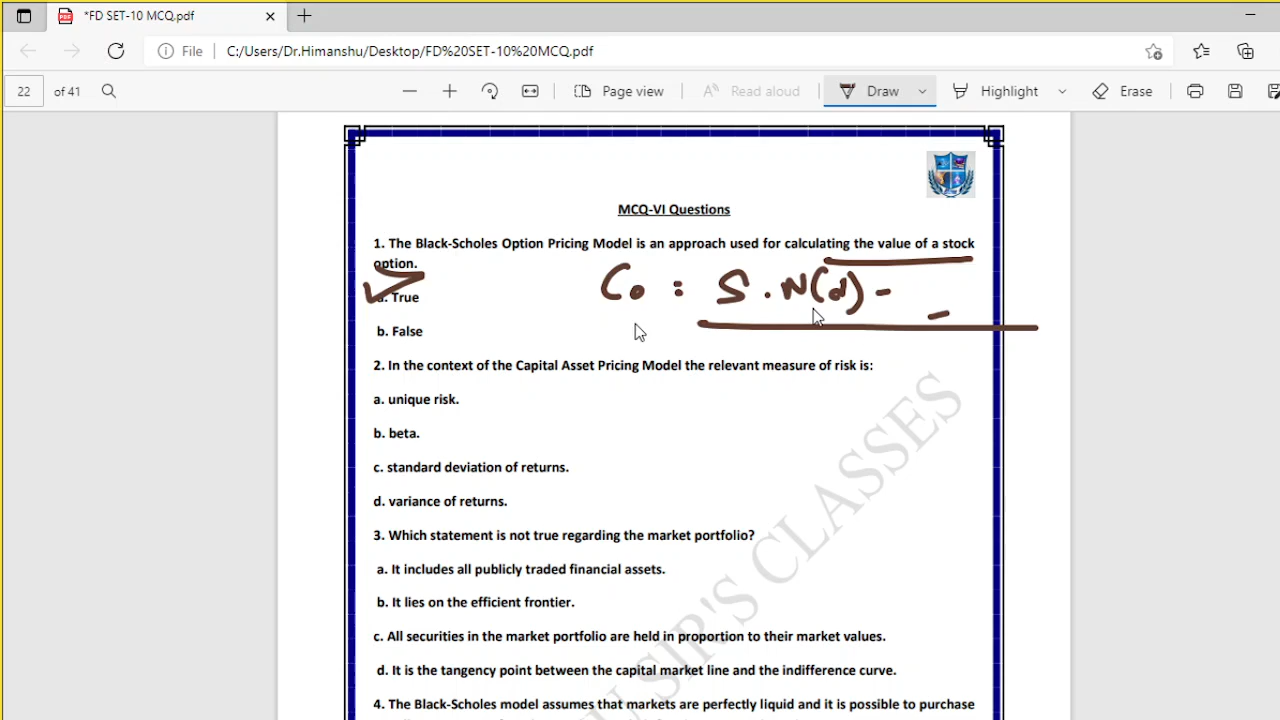 *FD SET-10 MCQ.pdf
File C:/Users/Dr.Himanshu/Desktop/FD%20SET-10%20MCQ.pdf
22 of 41 Page view Read aloud Draw Highlight Erase
MCQ-VI Questions
1. The Black-Scholes Option Pricing Model is an approach used for calculating the value of a stock
option.
C₀ : S . N(d) -
a. True
b. False
2. In the context of the Capital Asset Pricing Model the relevant measure of risk is:
a. unique risk.
b. beta.
c. standard deviation of returns.
d. variance of returns.
3. Which statement is not true regarding the market portfolio?
a. It includes all publicly traded financial assets.
b. It lies on the efficient frontier.
c. All securities in the market portfolio are held in proportion to their market values.
d. It is the tangency point between the capital market line and the indifference curve.
4. The Black-Scholes model assumes that markets are perfectly liquid and it is possible to purchase
SIR'S CLASSES